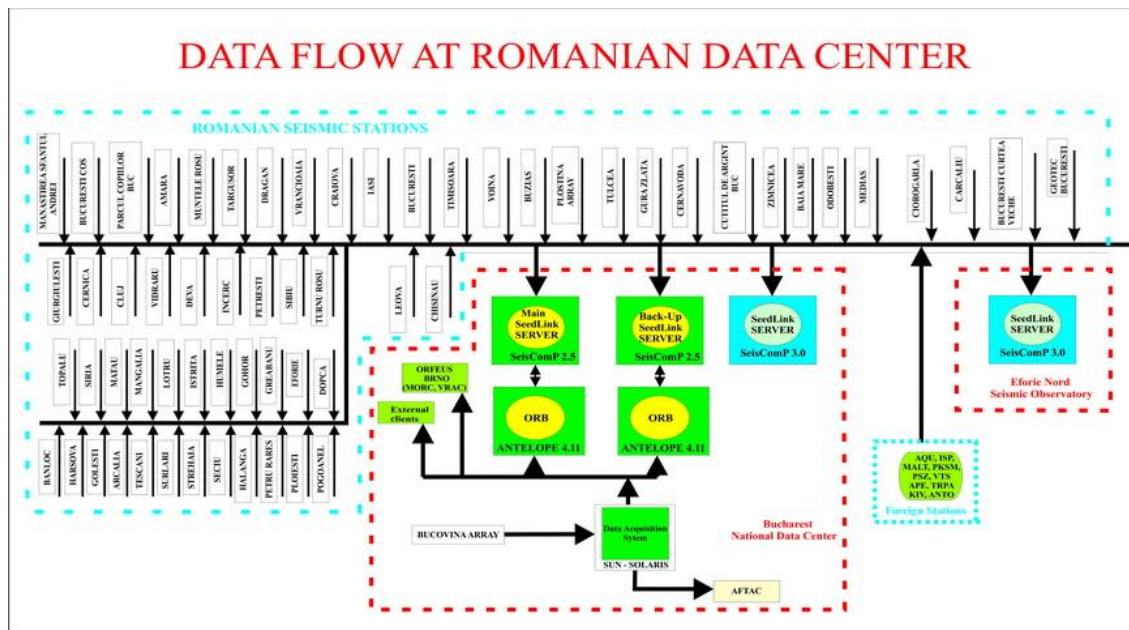 DATA FLOW AT ROMANIAN DATA CENTER
ROMANIAN SEISMIC STATIONS
MANASTIREA SFANTUL
ANDREI
BUCURESTI COS
PARCUL COPIILOR
BUC
AMARA
MUNTELE ROSU
TARGUSOR
DRAGAN
VRANCIOAIA
CRAIOVA
IASI
BUCURESTI
TIMISOARA
VOINA
BUZIAS
PLOSTINA
ARRAY
TULCEA
GURA ZLATA
CERNAVODA
CUTITUL DE ARGINT
BUC
ZIMNICEA
BAIA MARE
ODOBESTI
MEDIAS
CIOROGARLA
CARCALIU
BUCURESTI CURTEA
VECHE
GEOTEC
BUCURESTI
GIURGIULESTI
CERNICA
CLUJ
VIDRARU
DEVA
INCERC
PETRESTI
SIBIU
TURNU ROSU
LEOVA
CHISINAU
TOPALU
SIRIA
MATAU
MANGALIA
LOTRU
ISTRITA
HUMELE
GOHOR
GREABANU
EFORIE
DOPCA
BANLOC
HARSOVA
GOLESTI
ARCALIA
TESCANI
SURLARI
STREHAIA
SECIU
HALANGA
PETRU RARES
PLOIESTI
POGOANEL
Main
SeedLink
SERVER
SeisComP 2.5
Back-Up
SeedLink
SERVER
SeisComP 2.5
SeedLink
SERVER
SeisComP 3.0
SeedLink
SERVER
SeisComP 3.0
Eforie Nord
Seismic Observatory
ORFEUS
BRNO
(MORC, VRAC)
External
clients
ORB
ANTELOPE 4.11
ORB
ANTELOPE 4.11
AQU, ISP,
MALT, PKSM,
PSZ, VTS
APE, TRPA
KIV, ANTO
Foreign Stations
BUCOVINA ARRAY
Data Acquisition
Sytem
SUN - SOLARIS
Bucharest
National Data Center
AFTAC